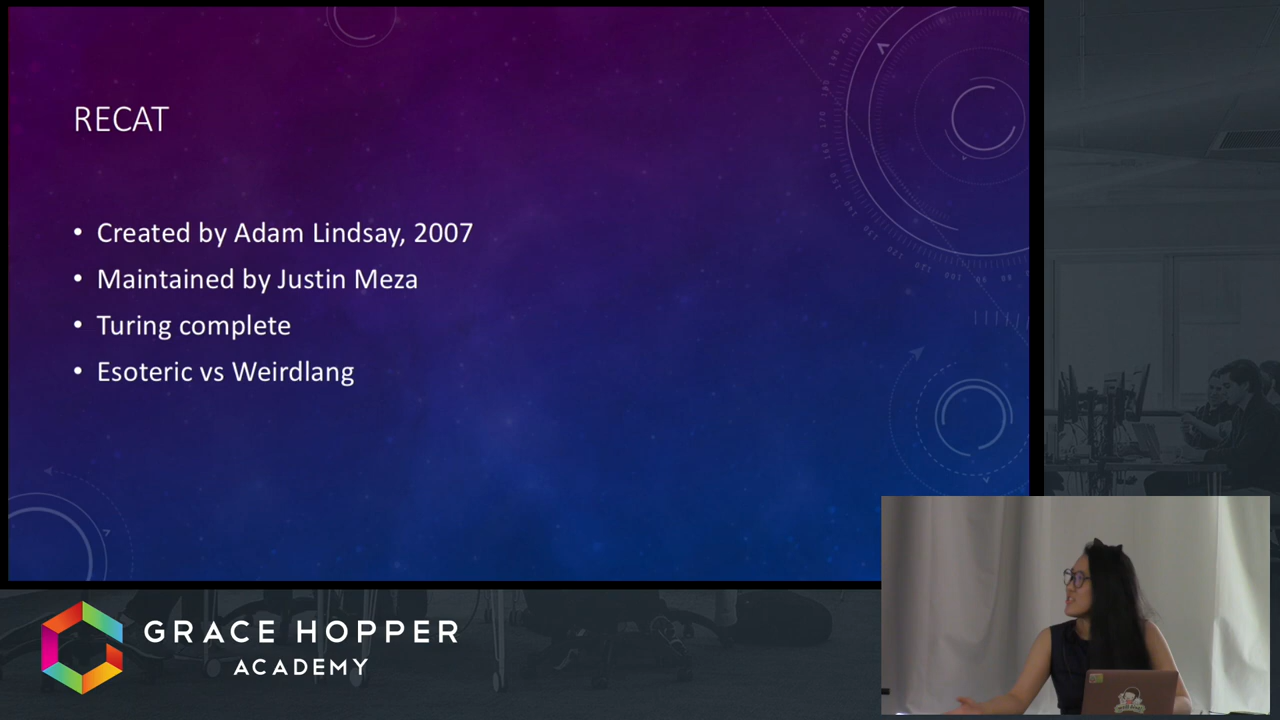 RECAT
• Created by Adam Lindsay, 2007
• Maintained by Justin Meza
• Turing complete
• Esoteric vs Weirdlang
GRACE HOPPER
ACADEMY